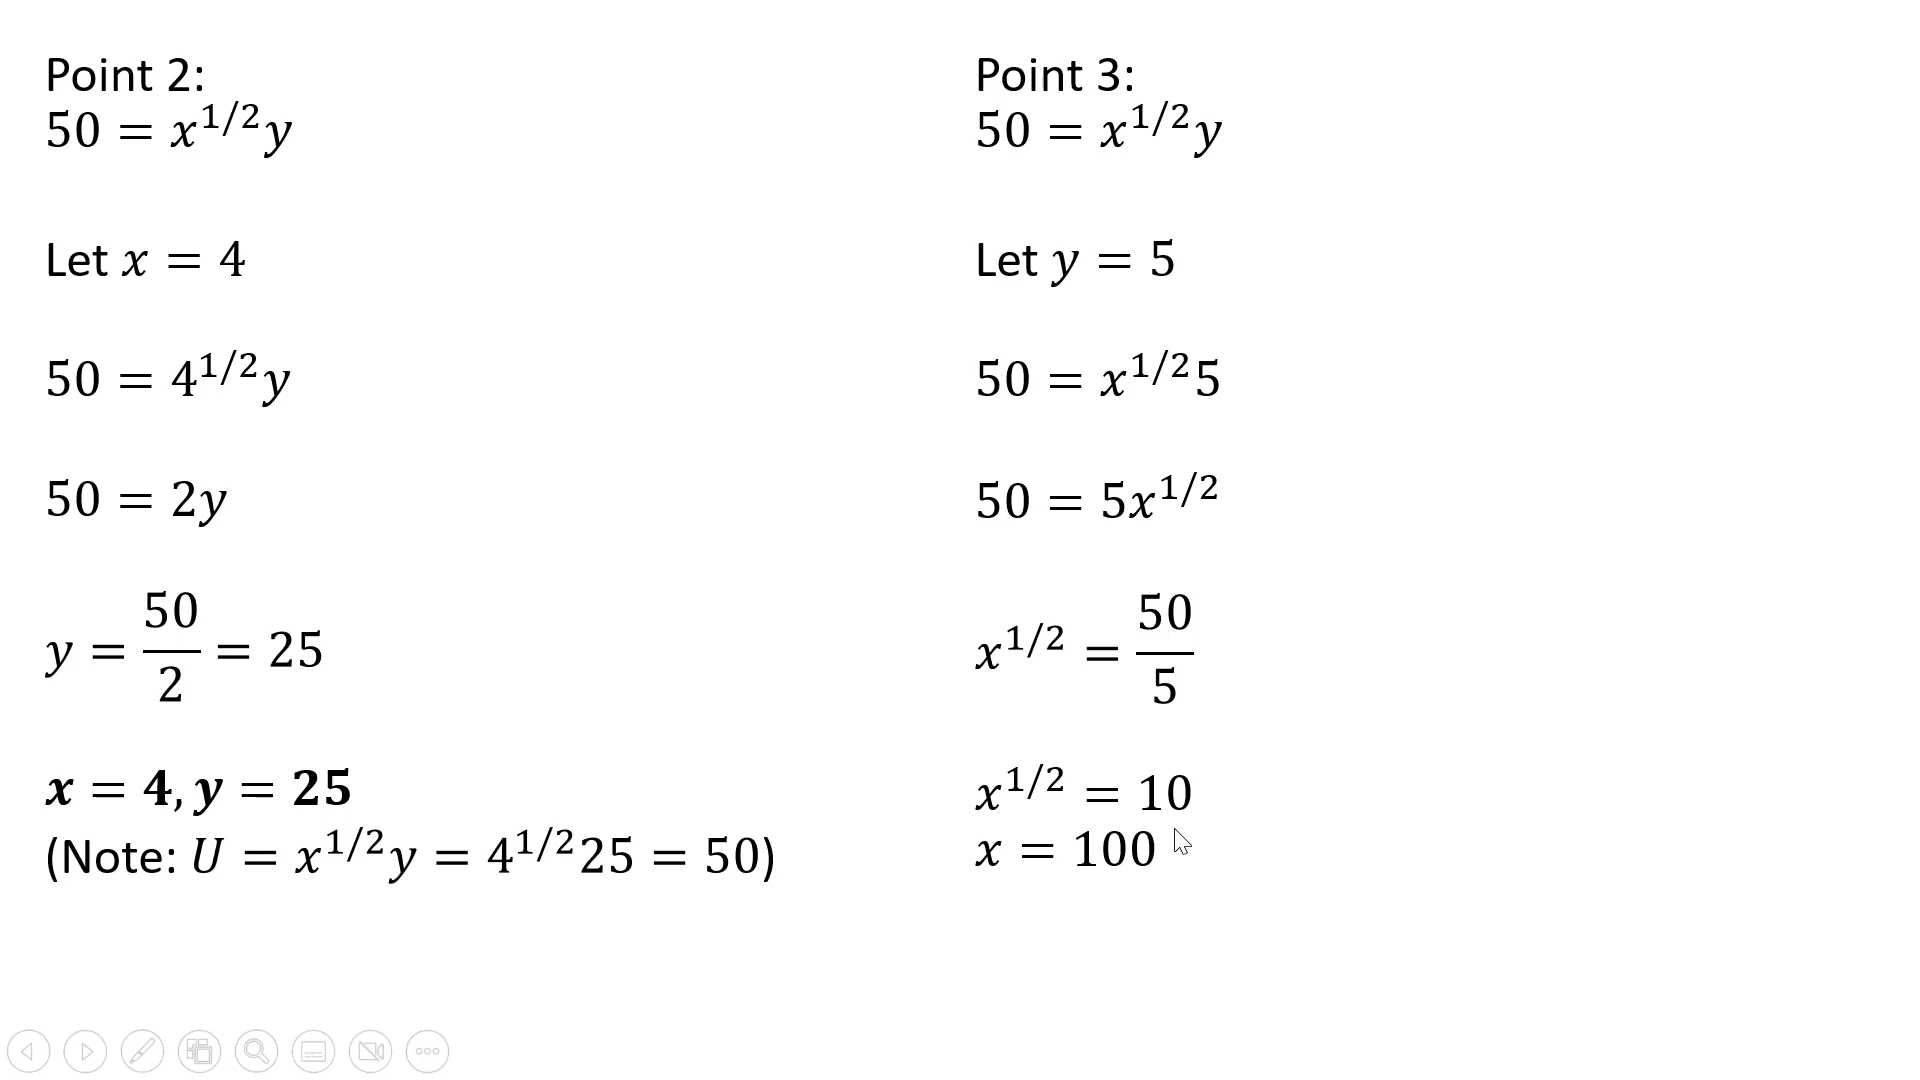 Point 2:
50 = x^{1/2}y
Let x = 4
50 = 4^{1/2}y
50 = 2y
y = \frac{50}{2} = 25
x = 4, y = 25
(Note: U = x^{1/2}y = 4^{1/2}25 = 50)
Point 3:
50 = x^{1/2}y
Let y = 5
50 = x^{1/2}5
50 = 5x^{1/2}
x^{1/2} = \frac{50}{5}
x^{1/2} = 10
x = 100